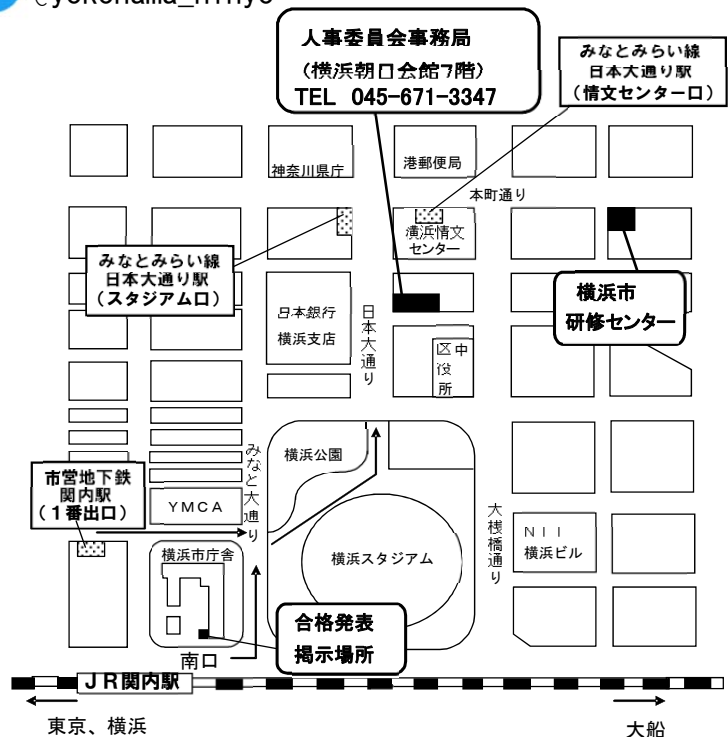 人事委員会事務局
(横浜朝日会館7階)
TEL 045-671-3347
みなとみらい線
日本大通り駅
（情文センター口）
神奈川県庁
港郵便局
本町通り
横浜情文
センター
みなとみらい線
日本大通り駅
（スタジアム口）
横浜市
研修センター
日本銀行
横浜支店
日本大通り
中区役所
横浜公園
みなと大通り
市営地下鉄
関内駅
（１番出口）
YMCA
大桟橋通り
横浜市庁舎
横浜スタジアム
横浜ビル
合格発表
掲示場所
南口
ＪＲ関内駅
東京、横浜
大船